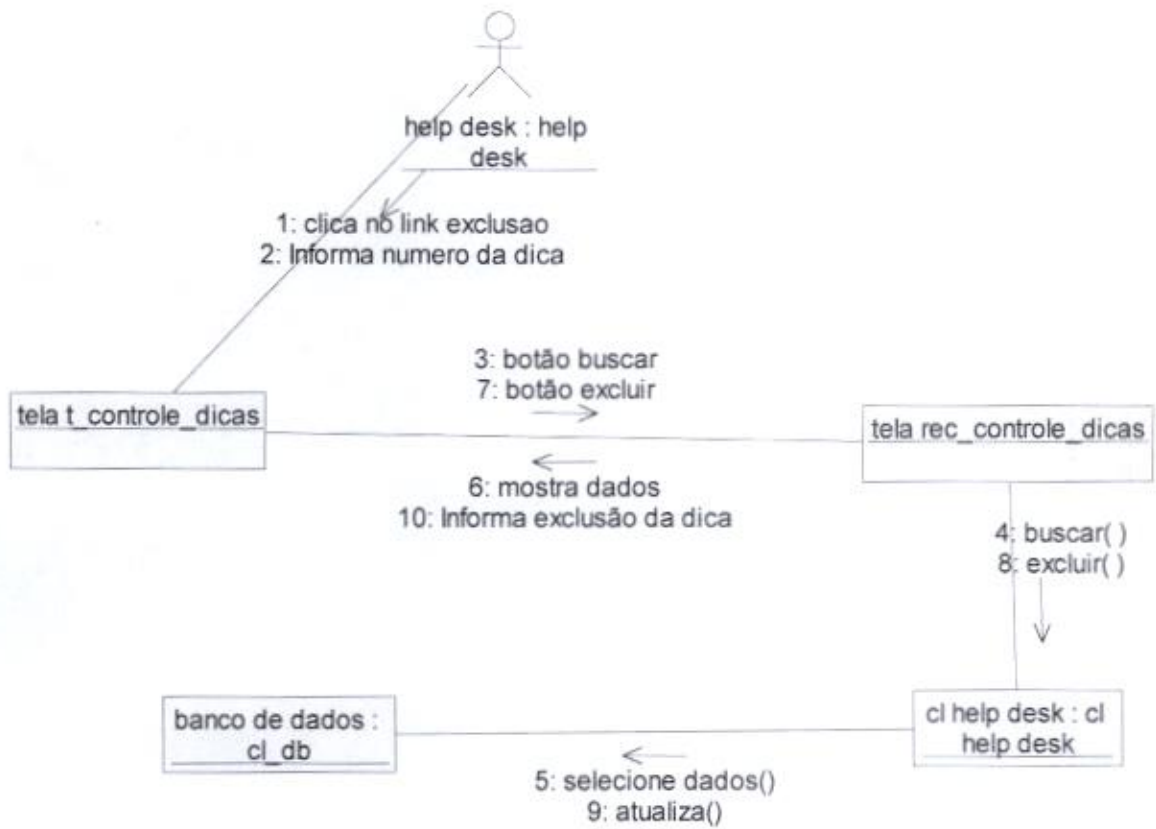 help desk : help
desk
1: clica no link exclusao
2: Informa numero da dica
3: botão buscar
7: botão excluir
tela t_controle_dicas
tela rec_controle_dicas
6: mostra dados
10: Informa exclusão da dica
4: buscar( )
8: excluir( )
banco de dados :
cl_db
cl help desk : cl
help desk
5: selecione dados()
9: atualiza()